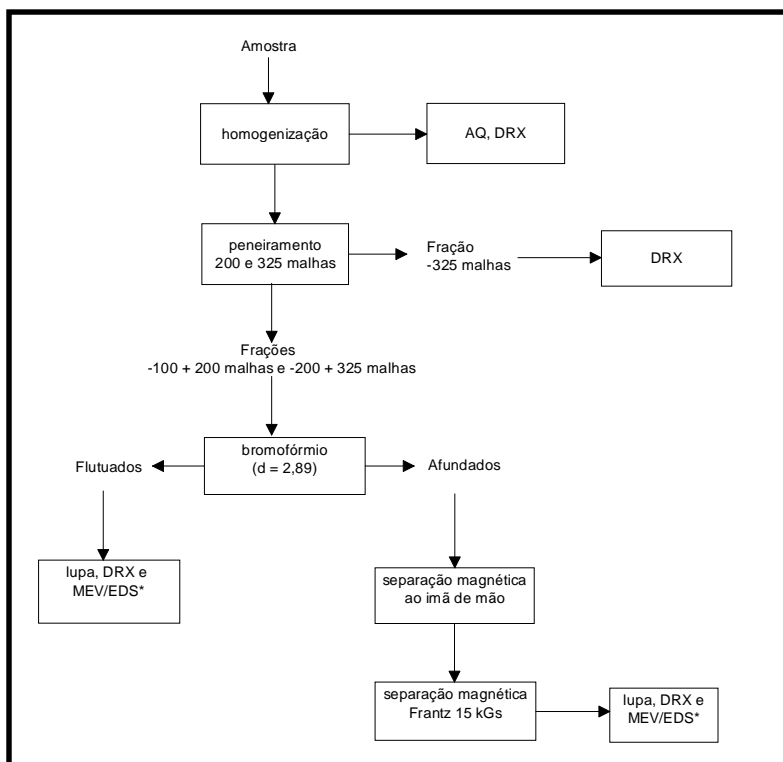 Amostra
homogenização
AQ, DRX
peneiramento
200 e 325 malhas
Fração
-325 malhas
DRX
Frações
-100 + 200 malhas e -200 + 325 malhas
bromofórmio
(d = 2,89)
Flutuados
Afundados
lupa, DRX e
MEV/EDS*
separação magnética
ao imã de mão
separação magnética
Frantz 15 kGs
lupa, DRX e
MEV/EDS*